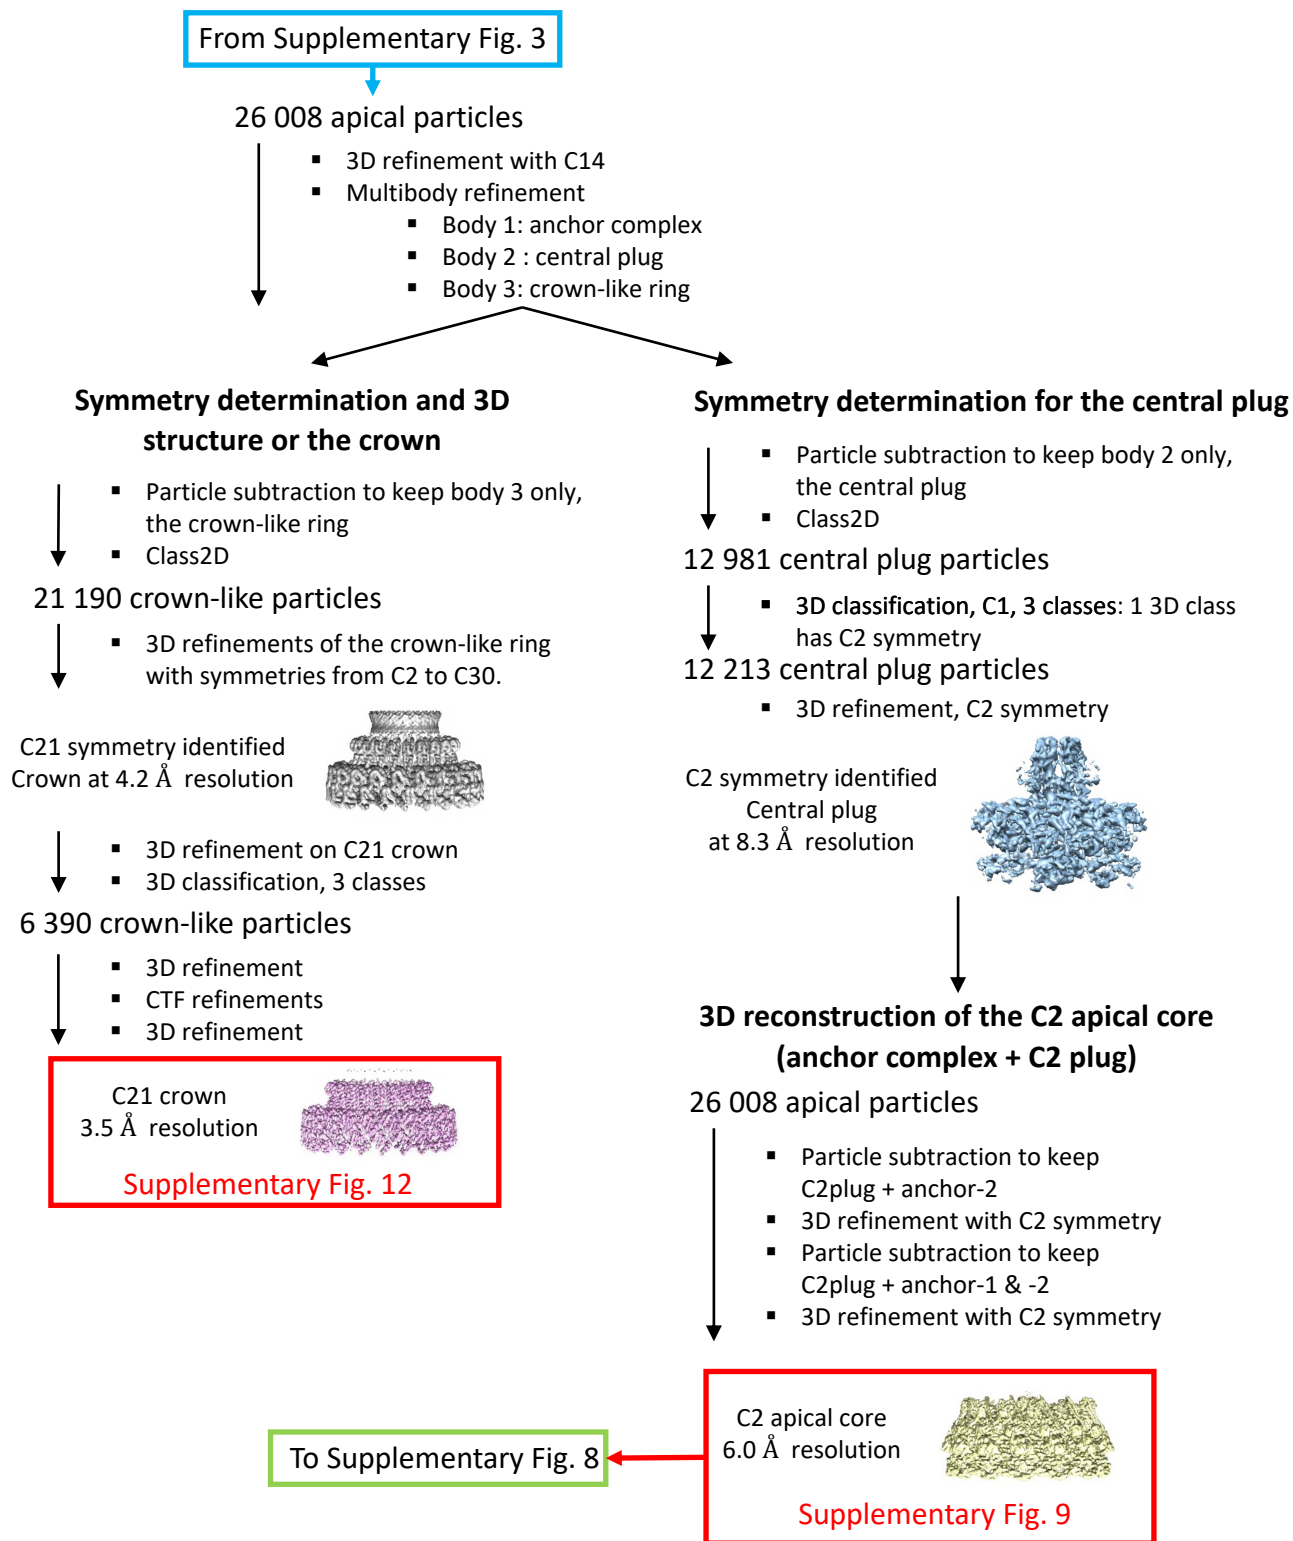 From Supplementary Fig. 3
26 008 apical particles
▪ 3D refinement with C14
▪ Multibody refinement
▪ Body 1: anchor complex
▪ Body 2 : central plug
▪ Body 3: crown-like ring
Symmetry determination and 3D
structure or the crown
▪ Particle subtraction to keep body 3 only,
the crown-like ring
▪ Class2D
21 190 crown-like particles
▪ 3D refinements of the crown-like ring
with symmetries from C2 to C30.
C21 symmetry identified
Crown at 4.2 Å resolution
▪ 3D refinement on C21 crown
▪ 3D classification, 3 classes
6 390 crown-like particles
▪ 3D refinement
▪ CTF refinements
▪ 3D refinement
C21 crown
3.5 Å resolution
Supplementary Fig. 12
Symmetry determination for the central plug
▪ Particle subtraction to keep body 2 only,
the central plug
▪ Class2D
12 981 central plug particles
▪ 3D classification, C1, 3 classes: 1 3D class
has C2 symmetry
12 213 central plug particles
▪ 3D refinement, C2 symmetry
C2 symmetry identified
Central plug
at 8.3 Å resolution
3D reconstruction of the C2 apical core
(anchor complex + C2 plug)
26 008 apical particles
▪ Particle subtraction to keep
C2plug + anchor-2
▪ 3D refinement with C2 symmetry
▪ Particle subtraction to keep
C2plug + anchor-1 & -2
▪ 3D refinement with C2 symmetry
C2 apical core
6.0 Å resolution
Supplementary Fig. 9
To Supplementary Fig. 8